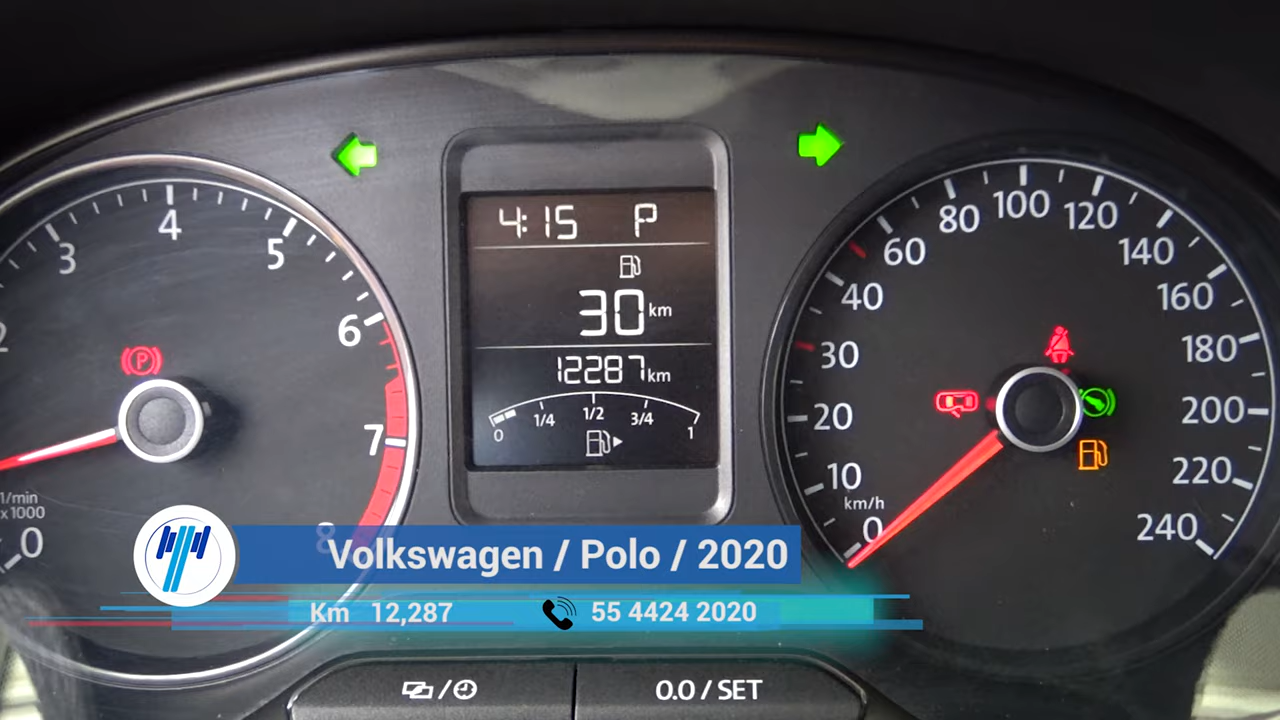 4:15 P
30 km
12287 km
0 1/4 1/2 3/4 1
2
3
4
5
6
7
8
1/min
x1000
0
P
0
km/h
10
20
30
40
60
80
100
120
140
160
180
200
220
240
Volkswagen / Polo / 2020
Km 12,287 55 4424 2020
/
0.0 / SET